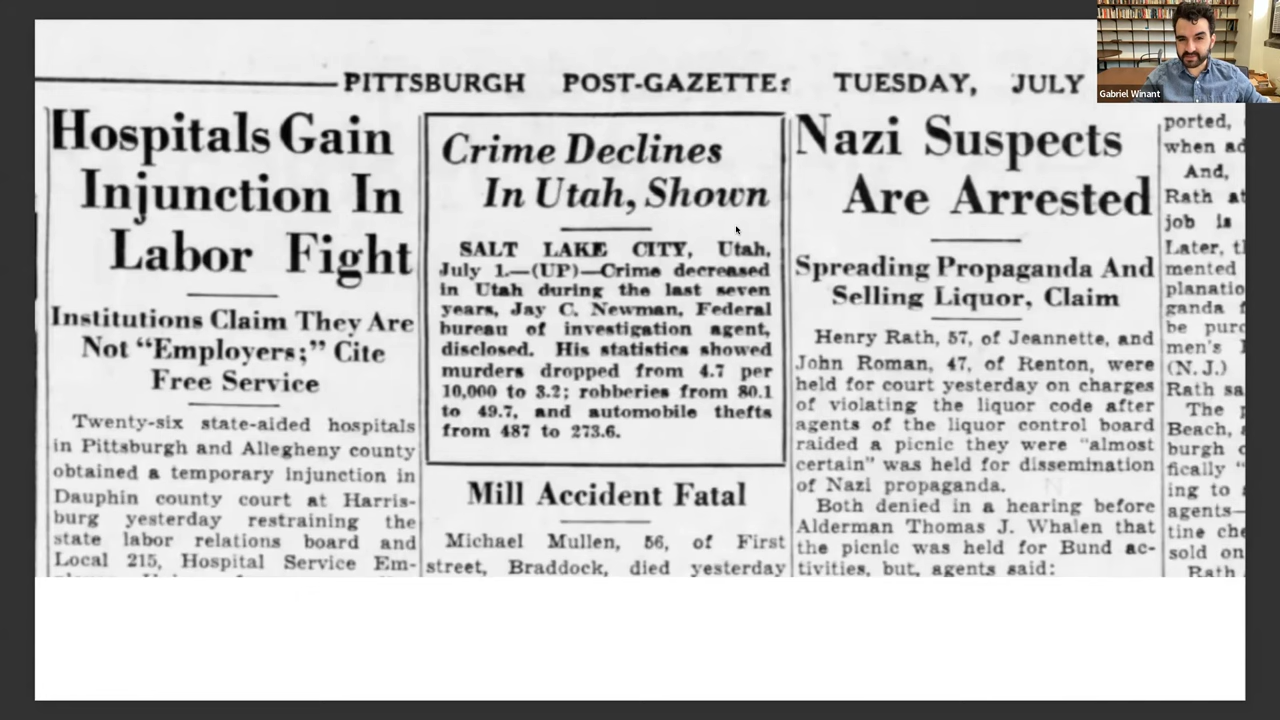 Gabriel Winant
PITTSBURGH POST-GAZETTE: TUESDAY, JULY
Hospitals Gain
Injunction In
Labor Fight
Institutions Claim They Are
Not “Employers;” Cite
Free Service
Twenty-six state-aided hospitals
in Pittsburgh and Allegheny county
obtained a temporary injunction in
Dauphin county court at Harris-
burg yesterday restraining the
state labor relations board and
Local 215, Hospital Service Em-
Crime Declines
In Utah, Shown
SALT LAKE CITY, Utah,
July 1.—(UP)—Crime decreased
in Utah during the last seven
years, Jay C. Newman, Federal
bureau of investigation agent,
disclosed. His statistics showed
murders dropped from 4.7 per
10,000 to 3.2; robberies from 80.1
to 49.7, and automobile thefts
from 487 to 273.6.
Mill Accident Fatal
Michael Mullen, 56, of First
street, Braddock, died yesterday
Nazi Suspects
Are Arrested
Spreading Propaganda And
Selling Liquor, Claim
Henry Rath, 57, of Jeannette, and
John Roman, 47, of Renton, were
held for court yesterday on charges
of violating the liquor code after
agents of the liquor control board
raided a picnic they were “almost
certain” was held for dissemination
of Nazi propaganda.
Both denied in a hearing before
Alderman Thomas J. Whalen that
the picnic was held for Bund ac-
tivities, but, agents said:
ported,
when ad
And,
Rath at
job is
Later, t
mented
planatio
ganda f
be purc
men's
(N. J.)
Rath sa
The
Beach,
burgh
fically “
ing to
agents—
tine che
sold on
Rath